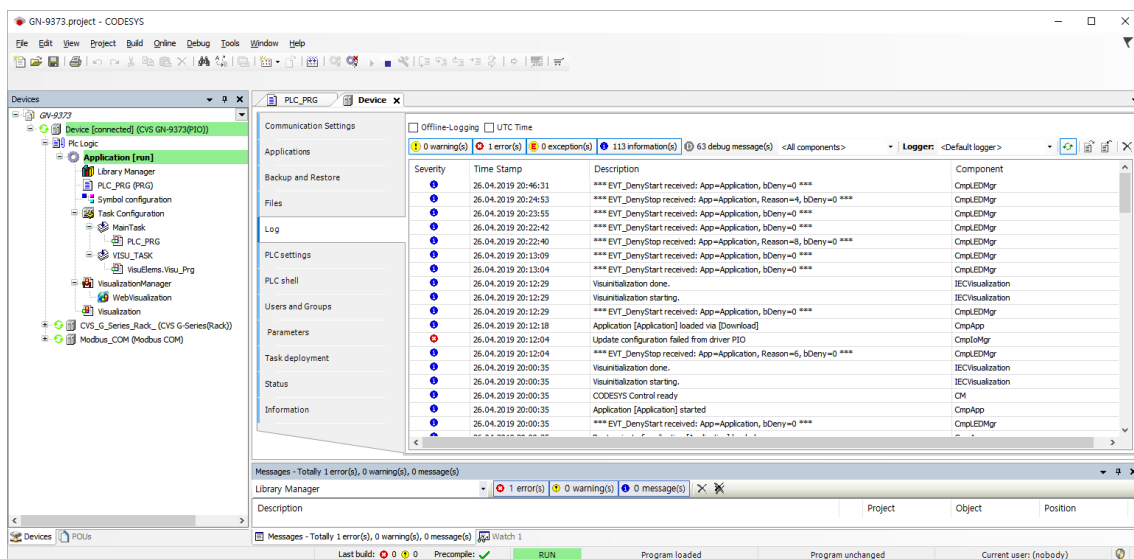 GN-9373.project - CODESYS
File Edit View Project Build Online Debug Tools Window Help
Devices
GN-9373
Device [connected] (CVS GN-9373(PIO))
Plc Logic
Application [run]
Library Manager
PLC_PRG (PRG)
Symbol configuration
Task Configuration
MainTask
PLC_PRG
VISU_TASK
VisuElems.Visu_Prg
VisualizationManager
WebVisualization
Visualization
CVS_G_Series_Rack_ (CVS G-Series(Rack))
Modbus_COM (Modbus COM)
Devices POUs
PLC_PRG Device
Communication Settings
Applications
Backup and Restore
Files
Log
PLC settings
PLC shell
Users and Groups
Parameters
Task deployment
Status
Information
Offline-Logging UTC Time
0 warning(s) 1 error(s) 0 exception(s) 113 information(s) 63 debug message(s) <All components> Logger: <Default logger>
Severity Time Stamp Description Component
26.04.2019 20:46:31 *** EVT_DenyStart received: App=Application, bDeny=0 *** CmpLEDMgr
26.04.2019 20:24:53 *** EVT_DenyStop received: App=Application, Reason=4, bDeny=0 *** CmpLEDMgr
26.04.2019 20:23:55 *** EVT_DenyStart received: App=Application, bDeny=0 *** CmpLEDMgr
26.04.2019 20:22:42 *** EVT_DenyStart received: App=Application, bDeny=0 *** CmpLEDMgr
26.04.2019 20:22:40 *** EVT_DenyStop received: App=Application, Reason=8, bDeny=0 *** CmpLEDMgr
26.04.2019 20:13:09 *** EVT_DenyStart received: App=Application, bDeny=0 *** CmpLEDMgr
26.04.2019 20:13:04 *** EVT_DenyStart received: App=Application, bDeny=0 *** CmpLEDMgr
26.04.2019 20:12:29 Visuinitialization done. IECVisualization
26.04.2019 20:12:29 Visuinitialization starting. IECVisualization
26.04.2019 20:12:29 *** EVT_DenyStart received: App=Application, bDeny=0 *** CmpLEDMgr
26.04.2019 20:12:18 Application [Application] loaded via [Download] CmpApp
26.04.2019 20:12:04 Update configuration failed from driver PIO CmpIoMgr
26.04.2019 20:12:04 *** EVT_DenyStop received: App=Application, Reason=6, bDeny=0 *** CmpLEDMgr
26.04.2019 20:00:35 Visuinitialization done. IECVisualization
26.04.2019 20:00:35 Visuinitialization starting. IECVisualization
26.04.2019 20:00:35 CODESYS Control ready CM
26.04.2019 20:00:35 Application [Application] started CmpApp
26.04.2019 20:00:35 *** EVT_DenyStart received: App=Application, bDeny=0 *** CmpLEDMgr
Messages - Totally 1 error(s), 0 warning(s), 0 message(s)
Library Manager 1 error(s) 0 warning(s) 0 message(s)
Description Project Object Position
Messages - Totally 1 error(s), 0 warning(s), 0 message(s) Watch 1
Last build: 0 0 Precompile: RUN Program loaded Program unchanged Current user: (nobody)